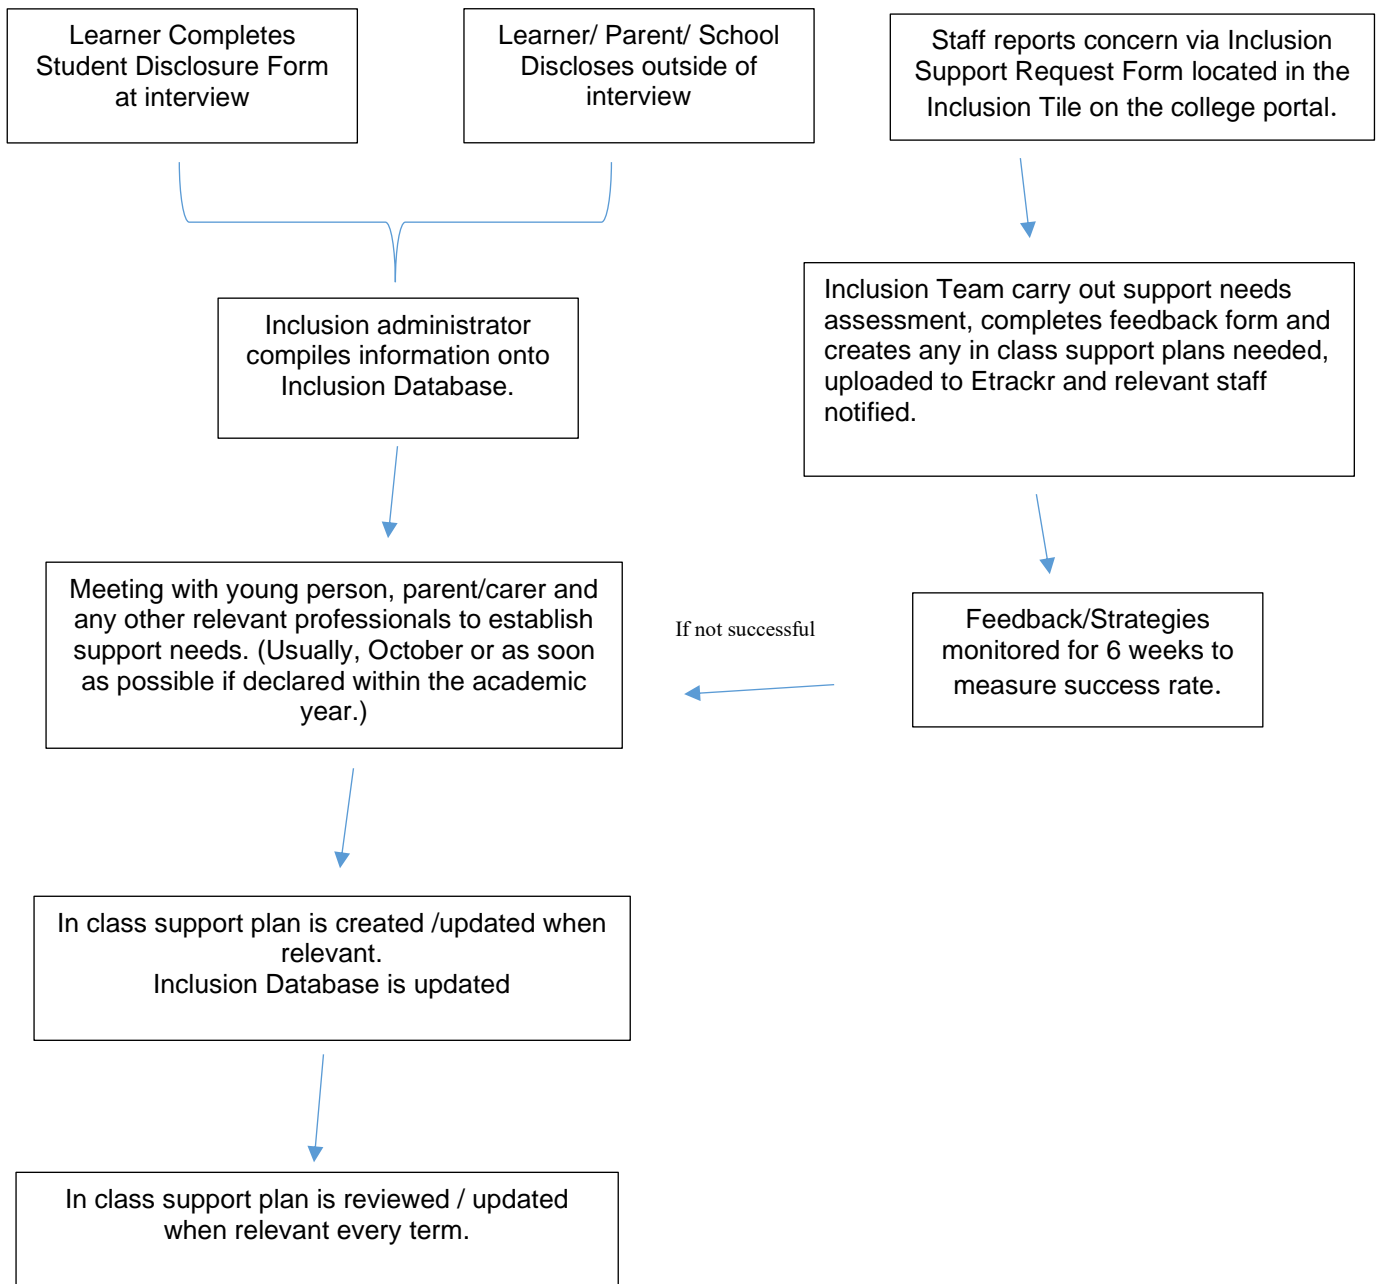 Learner Completes
Student Disclosure Form
at interview
Learner/ Parent/ School
Discloses outside of
interview
Staff reports concern via Inclusion
Support Request Form located in the
Inclusion Tile on the college portal.
Inclusion administrator
compiles information onto
Inclusion Database.
Inclusion Team carry out support needs
assessment, completes feedback form and
creates any in class support plans needed,
uploaded to Etrackr and relevant staff
notified.
Meeting with young person, parent/carer and
any other relevant professionals to establish
support needs. (Usually, October or as soon
as possible if declared within the academic
year.)
If not successful
Feedback/Strategies
monitored for 6 weeks to
measure success rate.
In class support plan is created /updated when
relevant.
Inclusion Database is updated
In class support plan is reviewed / updated
when relevant every term.